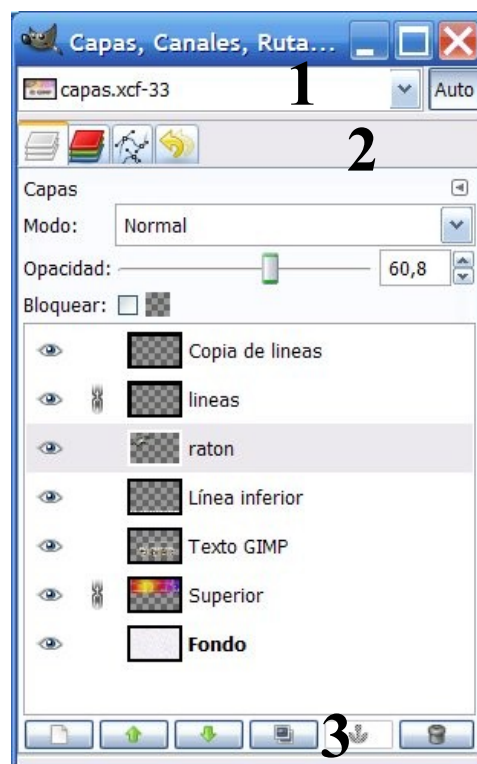 Capas, Canales, Ruta...
capas.xcf-33
1
Auto
2
Capas
Modo: Normal
Opacidad: 60,8
Bloquear:
Copia de lineas
lineas
raton
Línea inferior
Texto GIMP
Superior
Fondo
3